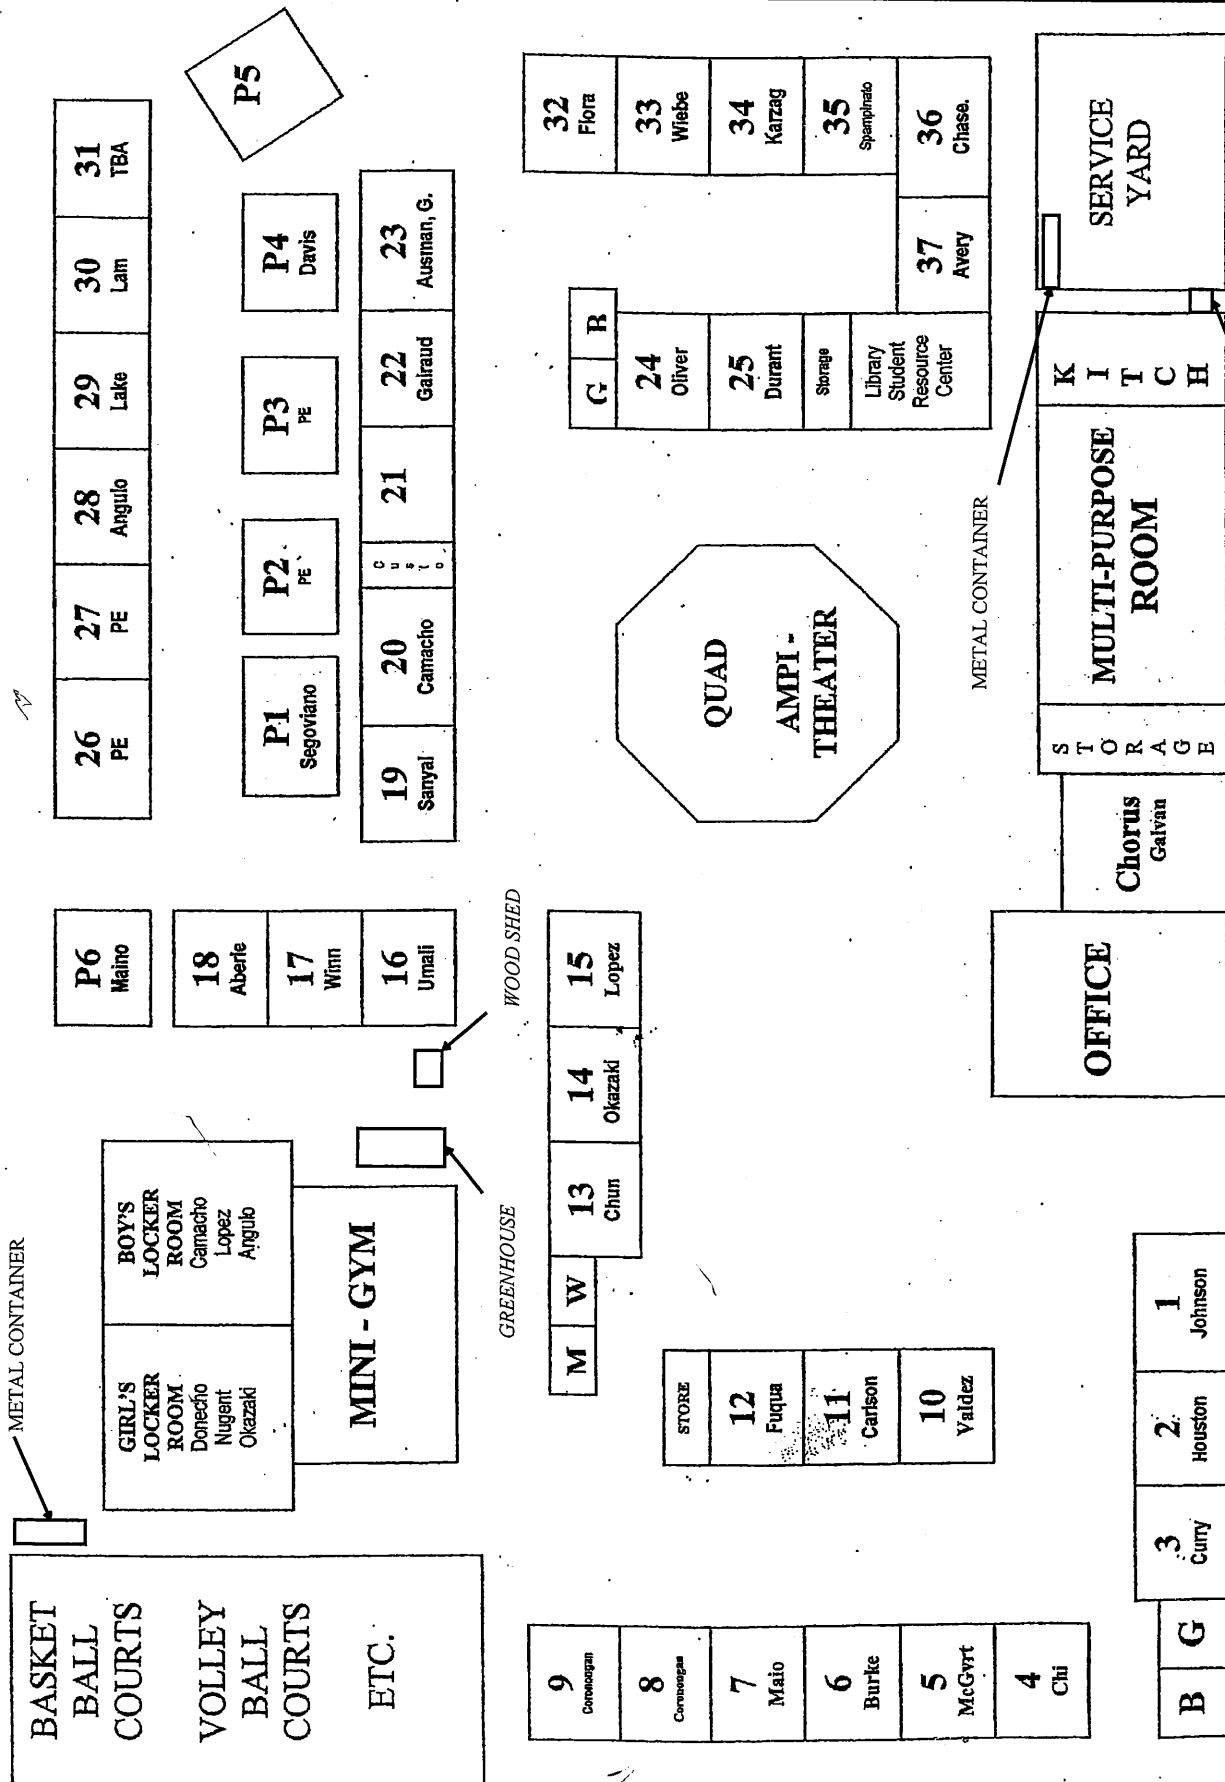 BASKET
BALL
COURTS
VOLLEY
BALL
COURTS
ETC.
METAL CONTAINER
GIRL'S
LOCKER
ROOM
Donecho
Nugent
Okazaki
BOY'S
LOCKER
ROOM
Camacho
Lopez
Angulo
MINI - GYM
GREENHOUSE
WOOD SHED
P6
Maino
18
Aberle
17
Winn
16
Umali
26
PE
27
PE
28
Angulo
29
Lake
30
Lam
31
TBA
P1
Segoviano
P2
PE
P3
PE
P4
Davis
P5
19
Sanyal
20
Camacho
C
u
s
t
o
21
22
Galraud
23
Ausman, G.
9
Coronoogan
8
Coronoogan
7
Maio
6
Burke
5
McGvrt
4
Chi
M
W
13
Chun
14
Okazaki
15
Lopez
STORE
12
Fuqua
11
Carlson
10
Valdez
QUAD
AMPI -
THEATER
G
B
24
Oliver
25
Durant
Storage
Library
Student
Resource
Center
32
Flora
33
Wiebe
34
Karzag
35
Spampinato
36
Chase.
37
Avery
METAL CONTAINER
B
G
3
Curry
2
Houston
1
Johnson
OFFICE
Chorus
Galvan
S
T
O
R
A
G
E
MULTI-PURPOSE
ROOM
K
I
T
C
H
SERVICE
YARD